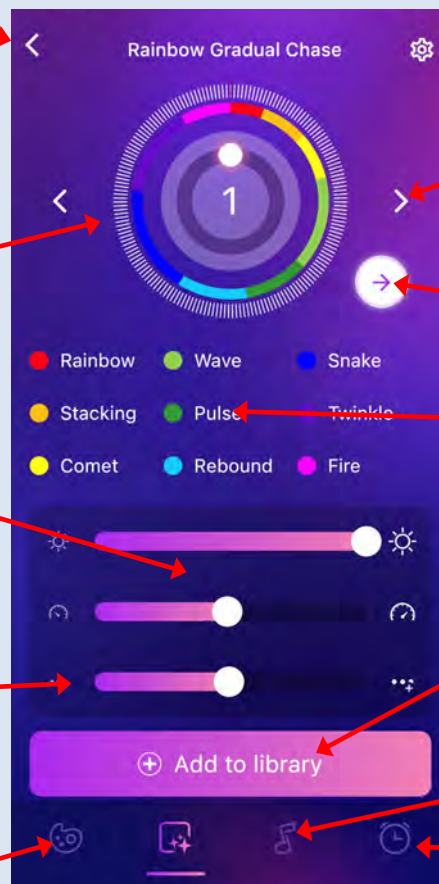 Rainbow Gradual Chase
1
Rainbow Wave Snake
Stacking Pulse Twinkle
Comet Rebound Fire
Add to library